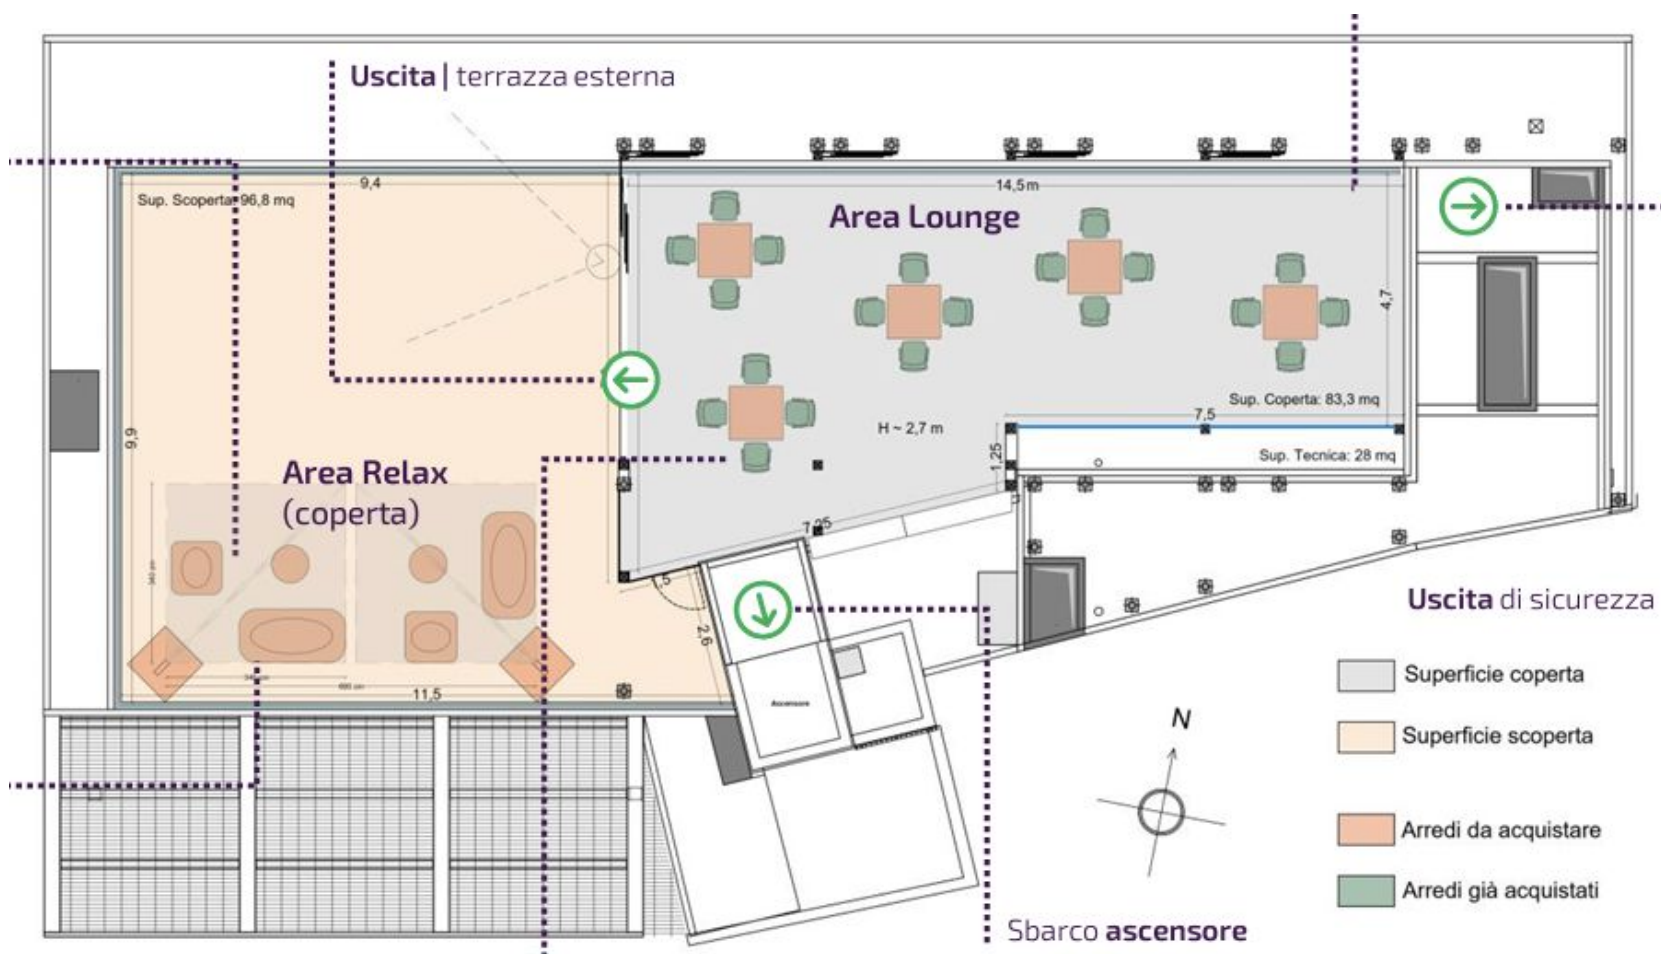 Uscita | terrazza esterna
9,4
Sup. Scoperta: 96,8 mq
14,5m
Area Lounge
4,7
Sup. Coperta: 83,3 mq
7,5
H ~ 2,7 m
1,25
Sup. Tecnica: 28 mq
9,9
Area Relax
(coperta)
7,25
2,6
11,5
Ascensore
Uscita di sicurezza
Superficie coperta
Superficie scoperta
N
Arredi da acquistare
Arredi già acquistati
Sbarco ascensore